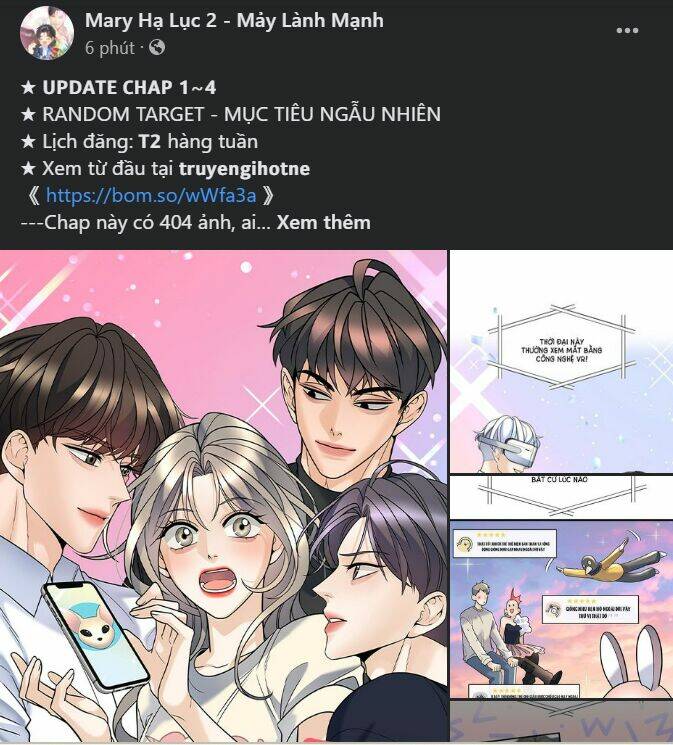 Mary Hạ Lục 2 - Mảy Lành Mạnh
6 phút ·
★ UPDATE CHAP 1~4
★ RANDOM TARGET - MỤC TIÊU NGẪU NHIÊN
★ Lịch đăng: T2 hàng tuần
★ Xem từ đầu tại truyengihotne
《 https://bom.so/wWfa3a 》
---Chap này có 404 ảnh, ai... Xem thêm
THỜI ĐẠI NÀY
THƯỜNG XEM MẮT BẰNG
CÔNG NGHỆ VR!
BẤT CỨ LÚC NÀO